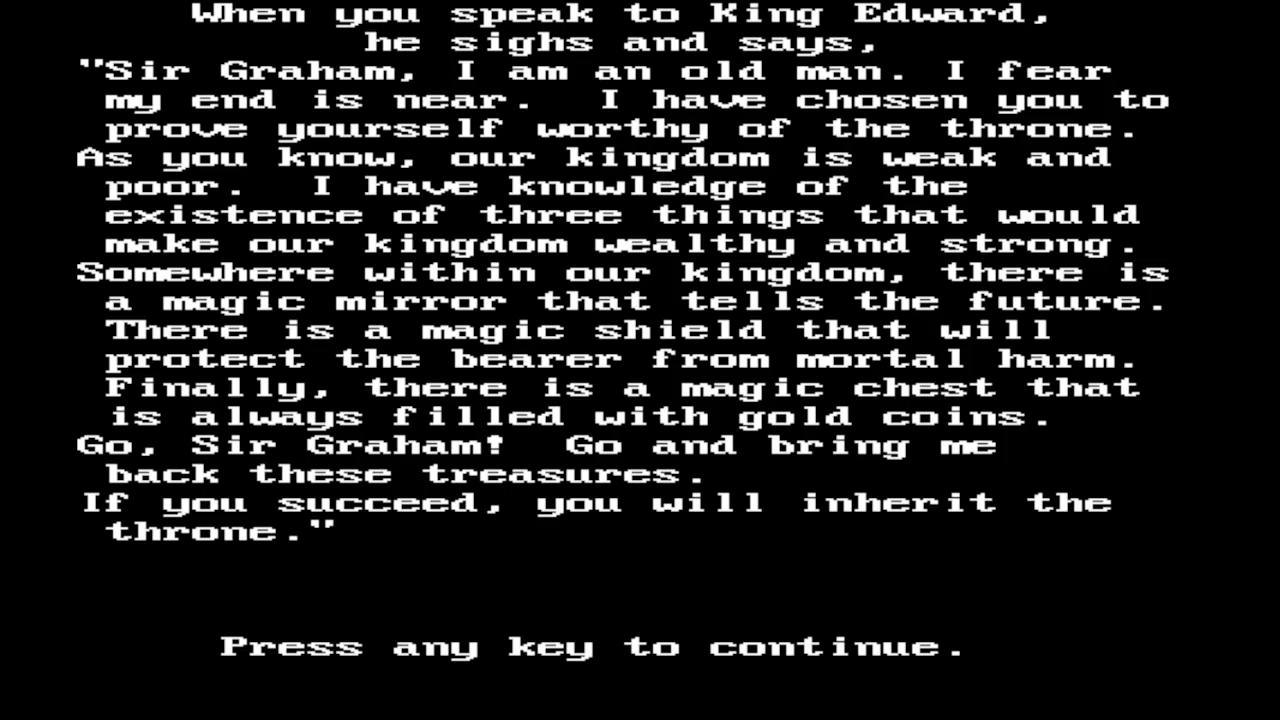 When you speak to King Edward,
he sighs and says,
"Sir Graham, I am an old man. I fear
my end is near.  I have chosen you to
prove yourself worthy of the throne.
As you know, our kingdom is weak and
poor.  I have knowledge of the
existence of three things that would
make our kingdom wealthy and strong.
Somewhere within our kingdom, there is
a magic mirror that tells the future.
There is a magic shield that will
protect the bearer from mortal harm.
Finally, there is a magic chest that
is always filled with gold coins.
Go, Sir Graham!  Go and bring me
back these treasures.
If you succeed, you will inherit the
throne."
Press any key to continue.